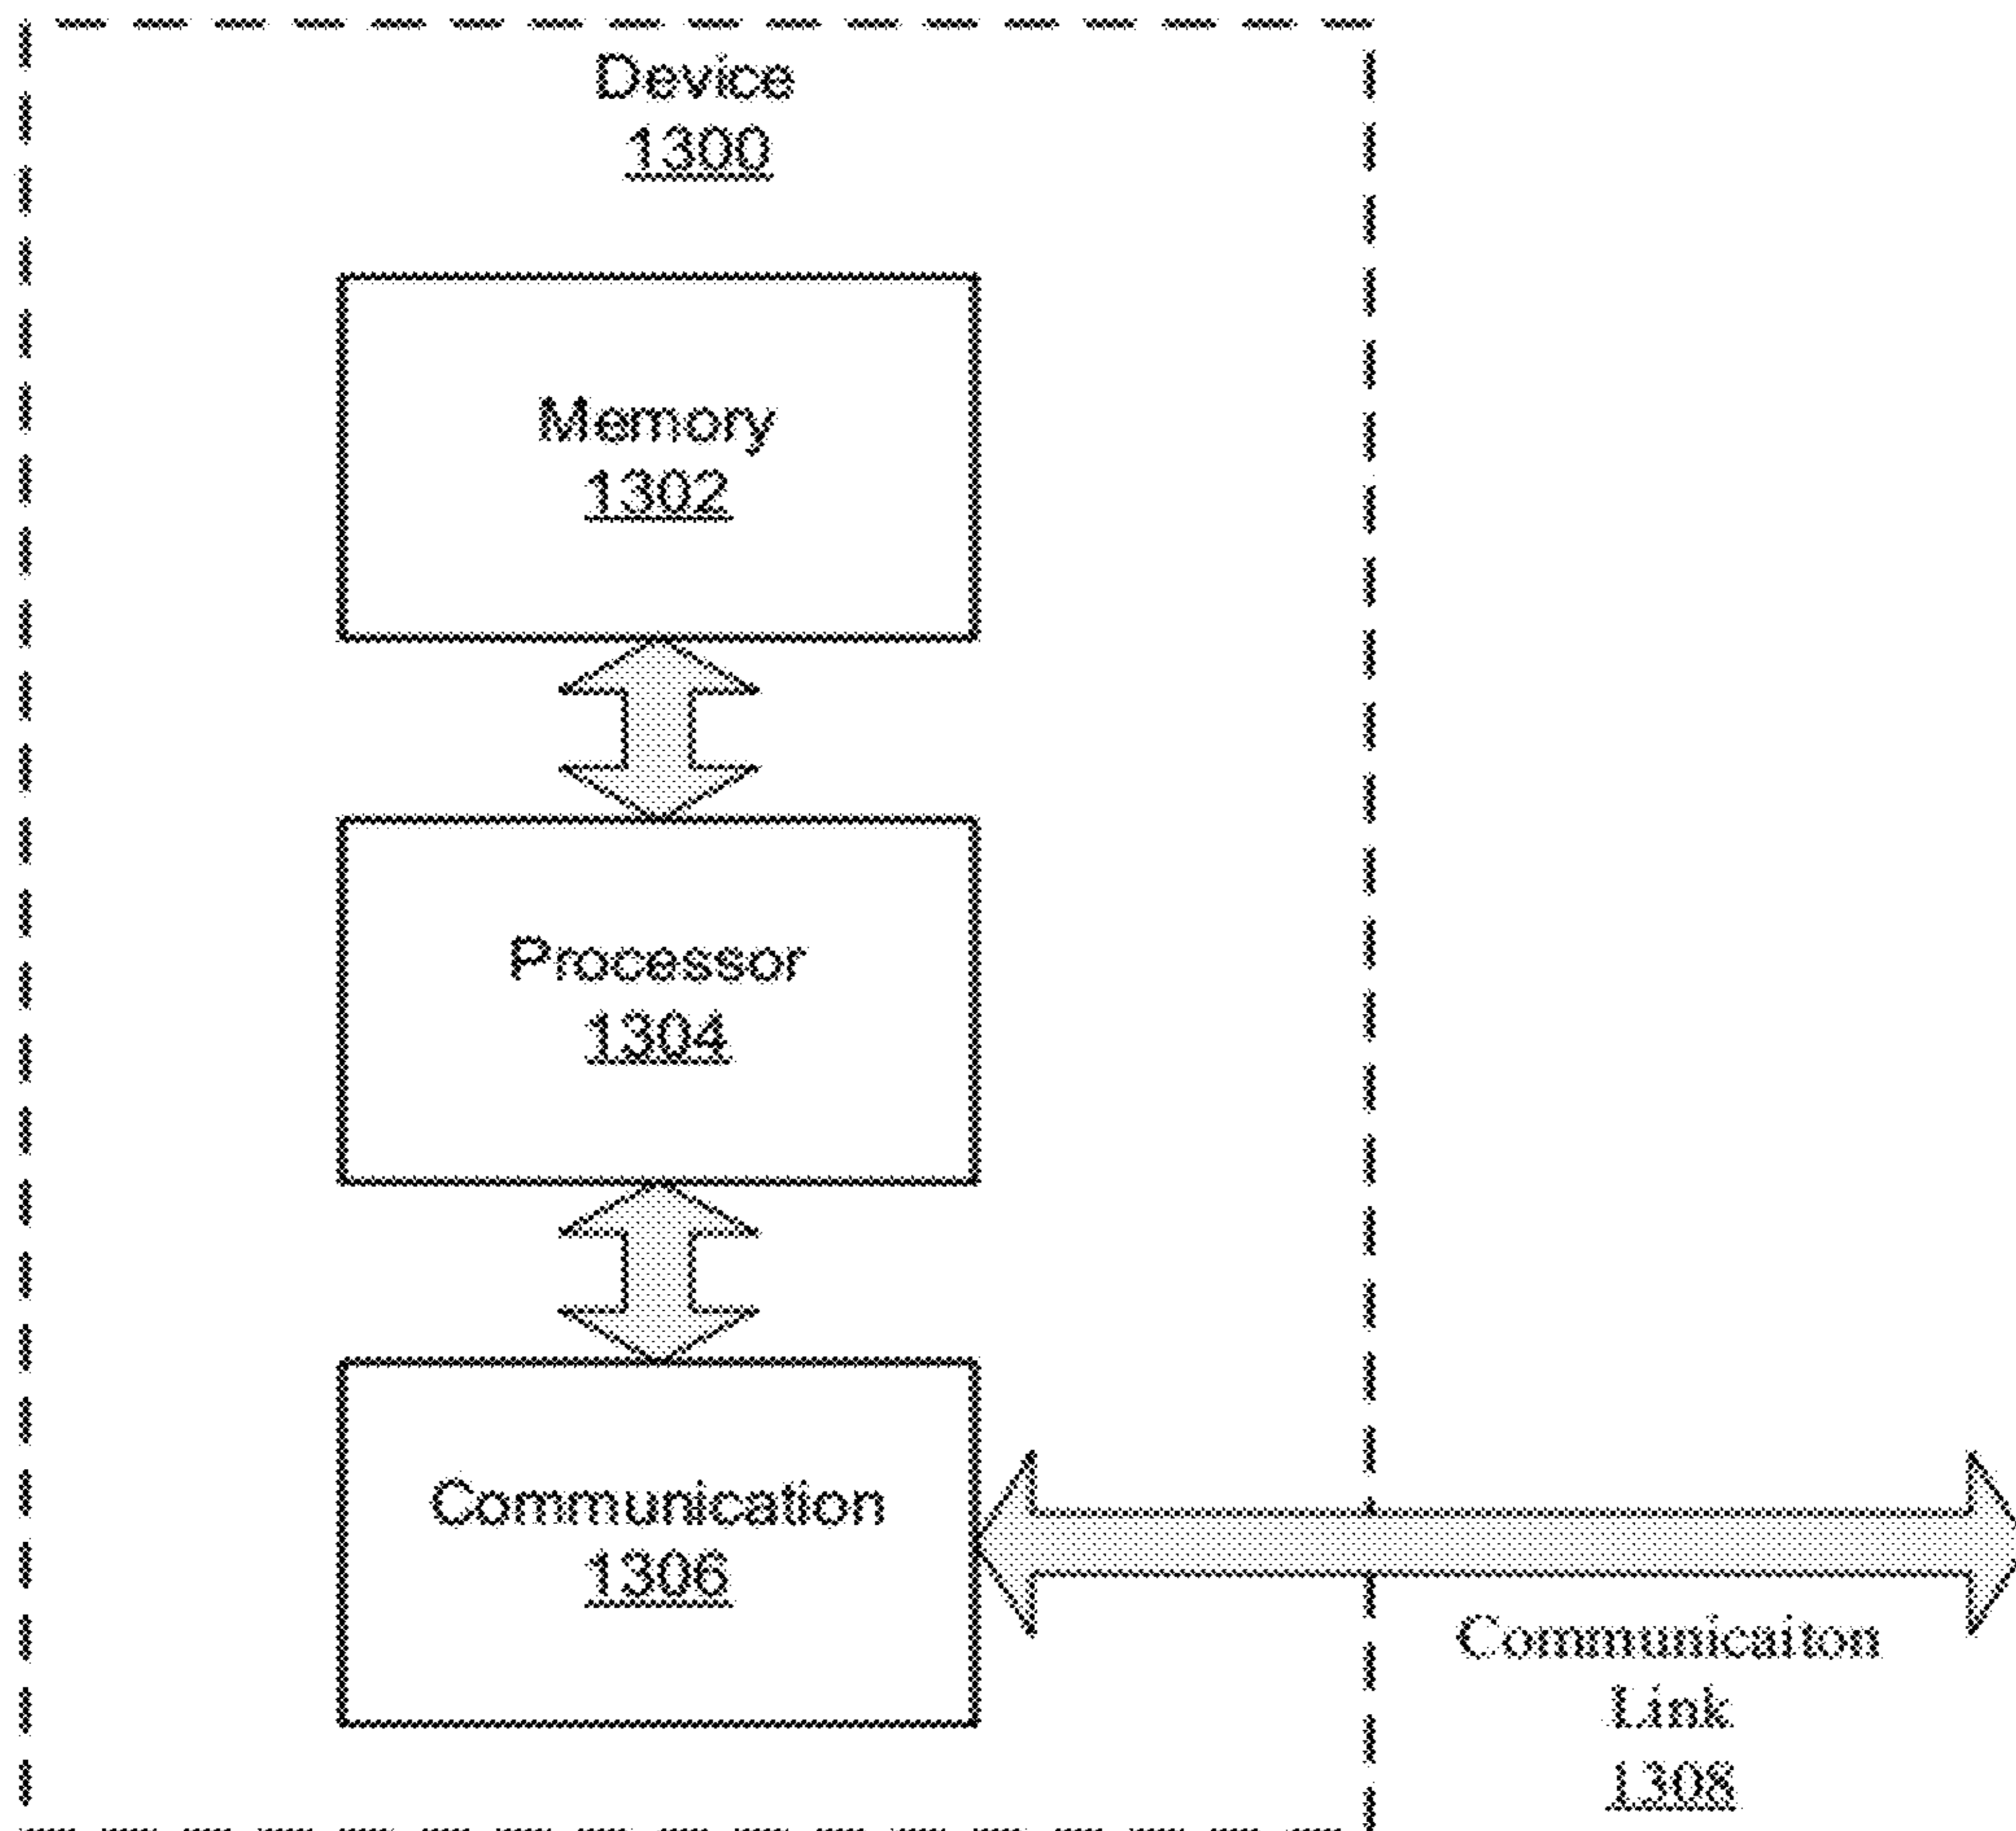 Device
1300
Memory
1302
Processor
1304
Communication
1306
Communicaiton
Link
1308